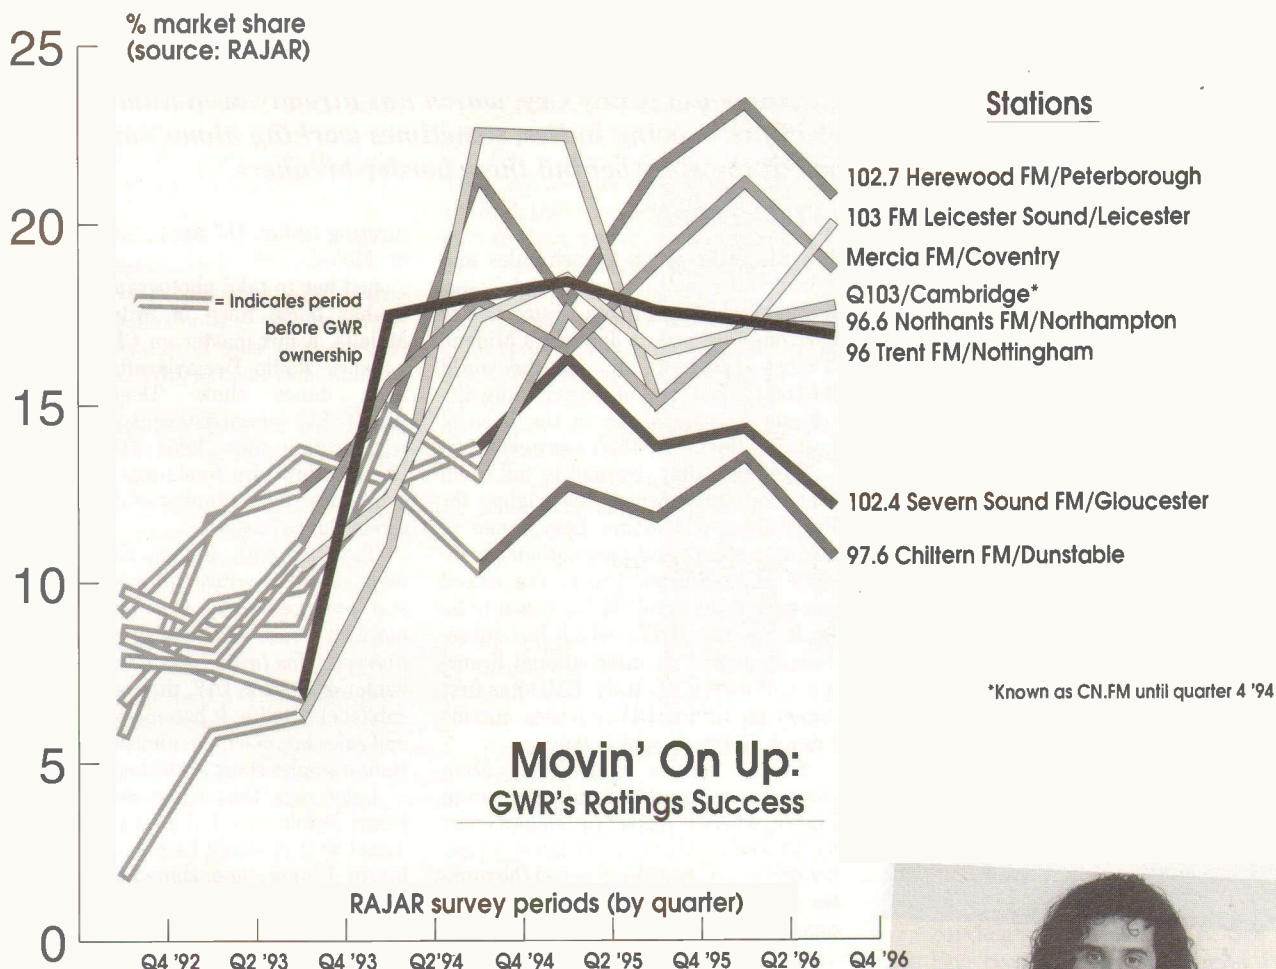 % market share
(source: RAJAR)
25
20
15
10
5
0
= Indicates period
before GWR
ownership
Stations
102.7 Herewood FM/Peterborough
103 FM Leicester Sound/Leicester
Mercia FM/Coventry
Q103/Cambridge*
96.6 Northants FM/Northampton
96 Trent FM/Nottingham
102.4 Severn Sound FM/Gloucester
97.6 Chiltern FM/Dunstable
*Known as CN.FM until quarter 4 '94
Movin' On Up:
GWR's Ratings Success
RAJAR survey periods (by quarter)
Q4 '92 Q2 '93 Q4 '93 Q2 '94 Q4 '94 Q2 '95 Q4 '95 Q2 '96 Q4 '96